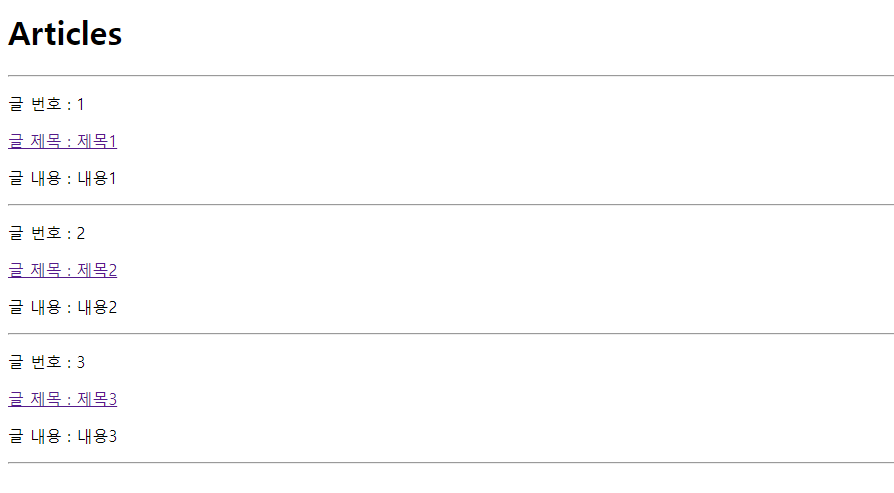 Articles
글 번호 : 1
글 제목 : 제목1
글 내용 : 내용1
글 번호 : 2
글 제목 : 제목2
글 내용 : 내용2
글 번호 : 3
글 제목 : 제목3
글 내용 : 내용3